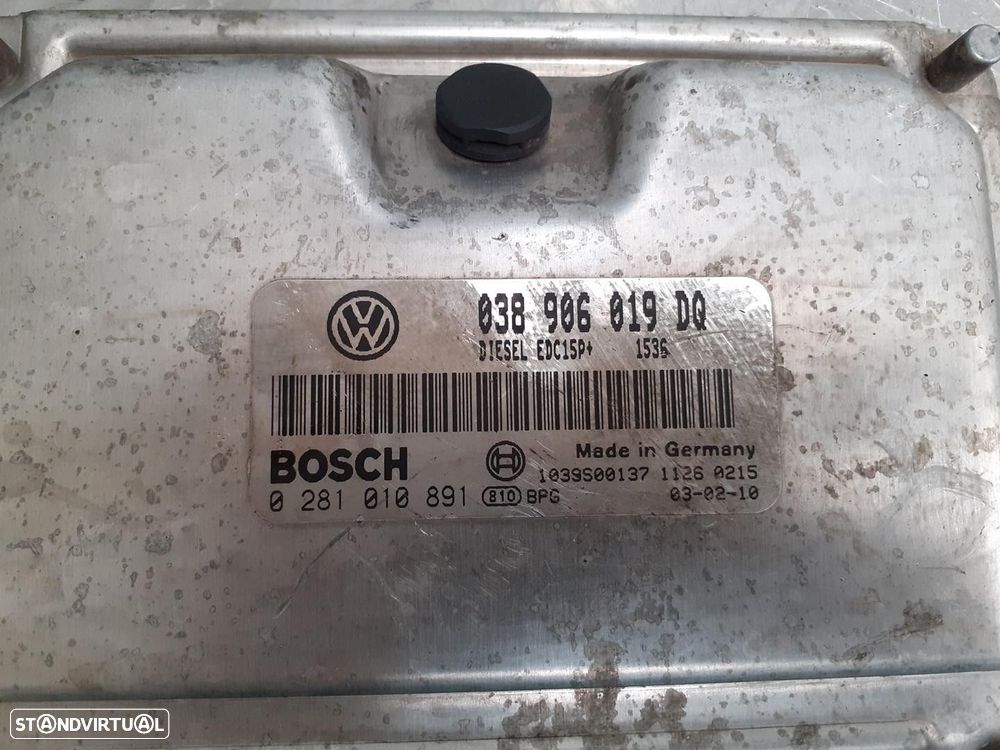 038 906 019 DQ
DIESEL EDC15P+ 1536
BOSCH
Made in Germany
1039S00137 1126 0215
0 281 010 891 810 BPG 03-02-10
STANDVIRTUAL